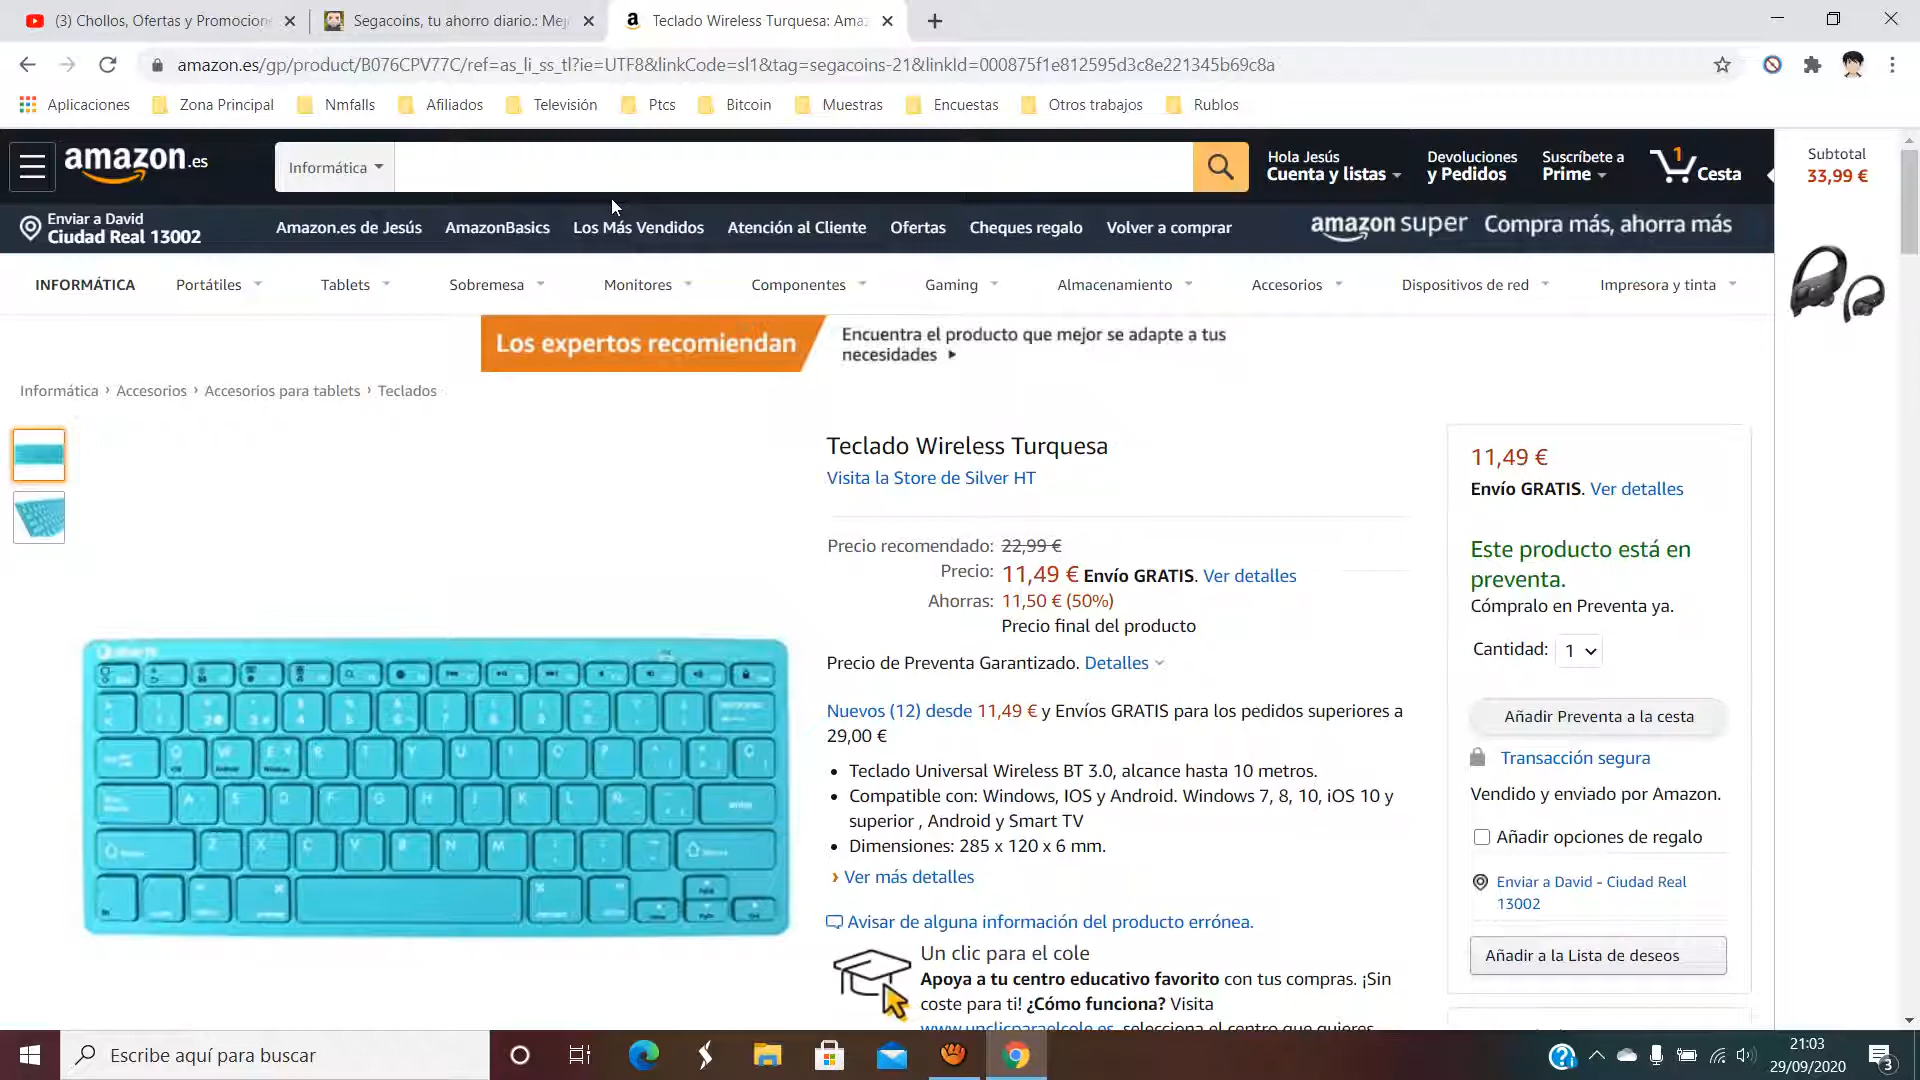 (3) Chollos, Ofertas y Promocion
Segacoins, tu ahorro diario.: Mej
Teclado Wireless Turquesa: Ama
amazon.es/gp/product/B076CPV77C/ref=as_li_ss_tl?ie=UTF8&linkCode=sl1&tag=segacoins-21&linkId=000875f1e812595d3c8e221345b69c8a
Aplicaciones Zona Principal Nmfalls Afiliados Televisión Ptcs Bitcoin Muestras Encuestas Otros trabajos Rublos
amazon.es
Informática
Hola Jesús
Cuenta y listas
Devoluciones
y Pedidos
Suscríbete a
Prime
1
Cesta
Subtotal
33,99 €
Enviar a David
Ciudad Real 13002
Amazon.es de Jesús AmazonBasics Los Más Vendidos Atención al Cliente Ofertas Cheques regalo Volver a comprar
amazon super Compra más, ahorra más
INFORMÁTICA Portátiles Tablets Sobremesa Monitores Componentes Gaming Almacenamiento Accesorios Dispositivos de red Impresora y tinta
Los expertos recomiendan
Encuentra el producto que mejor se adapte a tus
necesidades
Informática › Accesorios › Accesorios para tablets › Teclados
Teclado Wireless Turquesa
Visita la Store de Silver HT
Precio recomendado: 22,99 €
Precio: 11,49 € Envío GRATIS. Ver detalles
Ahorras: 11,50 € (50%)
Precio final del producto
Precio de Preventa Garantizado. Detalles
Nuevos (12) desde 11,49 € y Envíos GRATIS para los pedidos superiores a
29,00 €
• Teclado Universal Wireless BT 3.0, alcance hasta 10 metros.
• Compatible con: Windows, IOS y Android. Windows 7, 8, 10, iOS 10 y
superior , Android y Smart TV
• Dimensiones: 285 x 120 x 6 mm.
› Ver más detalles
Avisar de alguna información del producto errónea.
Un clic para el cole
Apoya a tu centro educativo favorito con tus compras. ¡Sin
coste para ti! ¿Cómo funciona? Visita
www.unclicparaelcole.es, selecciona el centro que quieres
11,49 €
Envío GRATIS. Ver detalles
Este producto está en
preventa.
Cómpralo en Preventa ya.
Cantidad: 1
Añadir Preventa a la cesta
Transacción segura
Vendido y enviado por Amazon.
Añadir opciones de regalo
Enviar a David - Ciudad Real
13002
Añadir a la Lista de deseos
Escribe aquí para buscar
21:03
29/09/2020
3